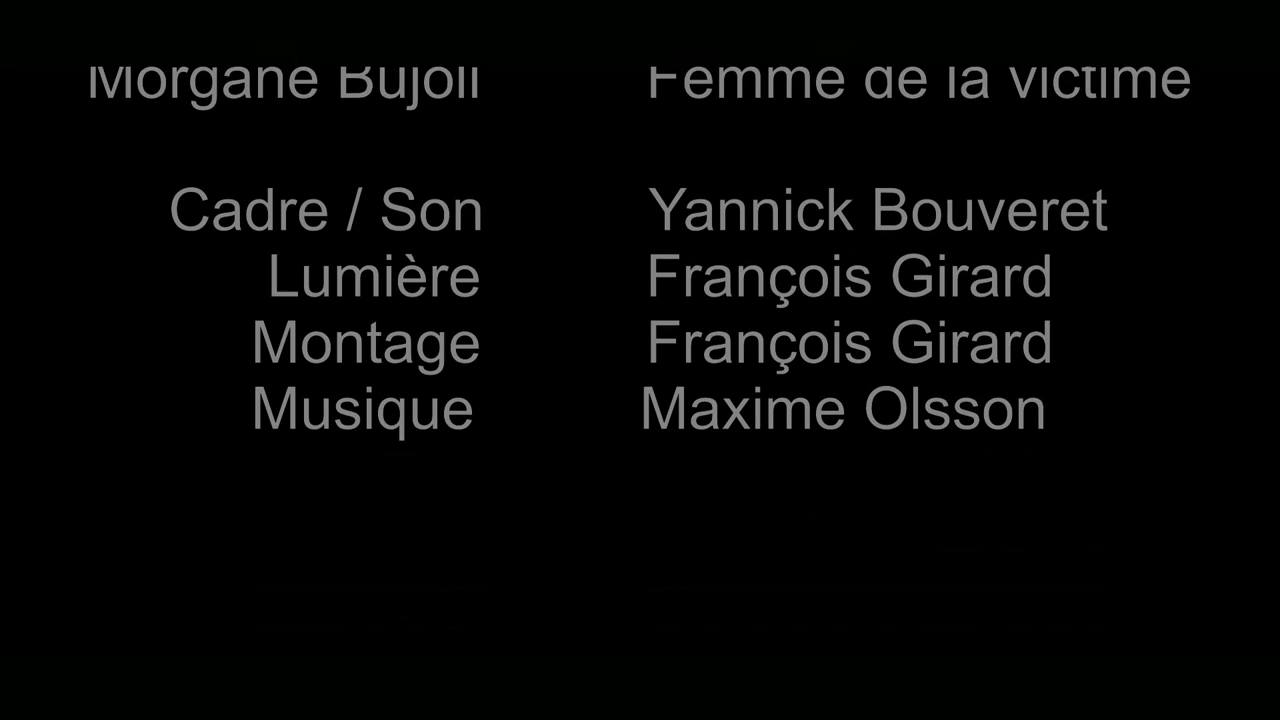 Morgane Bujoli Femme de la victime
Cadre / Son Yannick Bouveret
Lumière François Girard
Montage François Girard
Musique Maxime Olsson